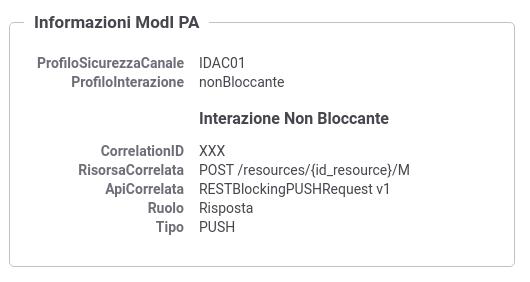 Informazioni ModI PA
ProfiloSicurezzaCanale IDAC01
ProfiloInterazione nonBloccante
Interazione Non Bloccante
CorrelationID XXX
RisorsaCorrelata POST /resources/{id_resource}/M
ApiCorrelata RESTBlockingPUSHRequest v1
Ruolo Risposta
Tipo PUSH